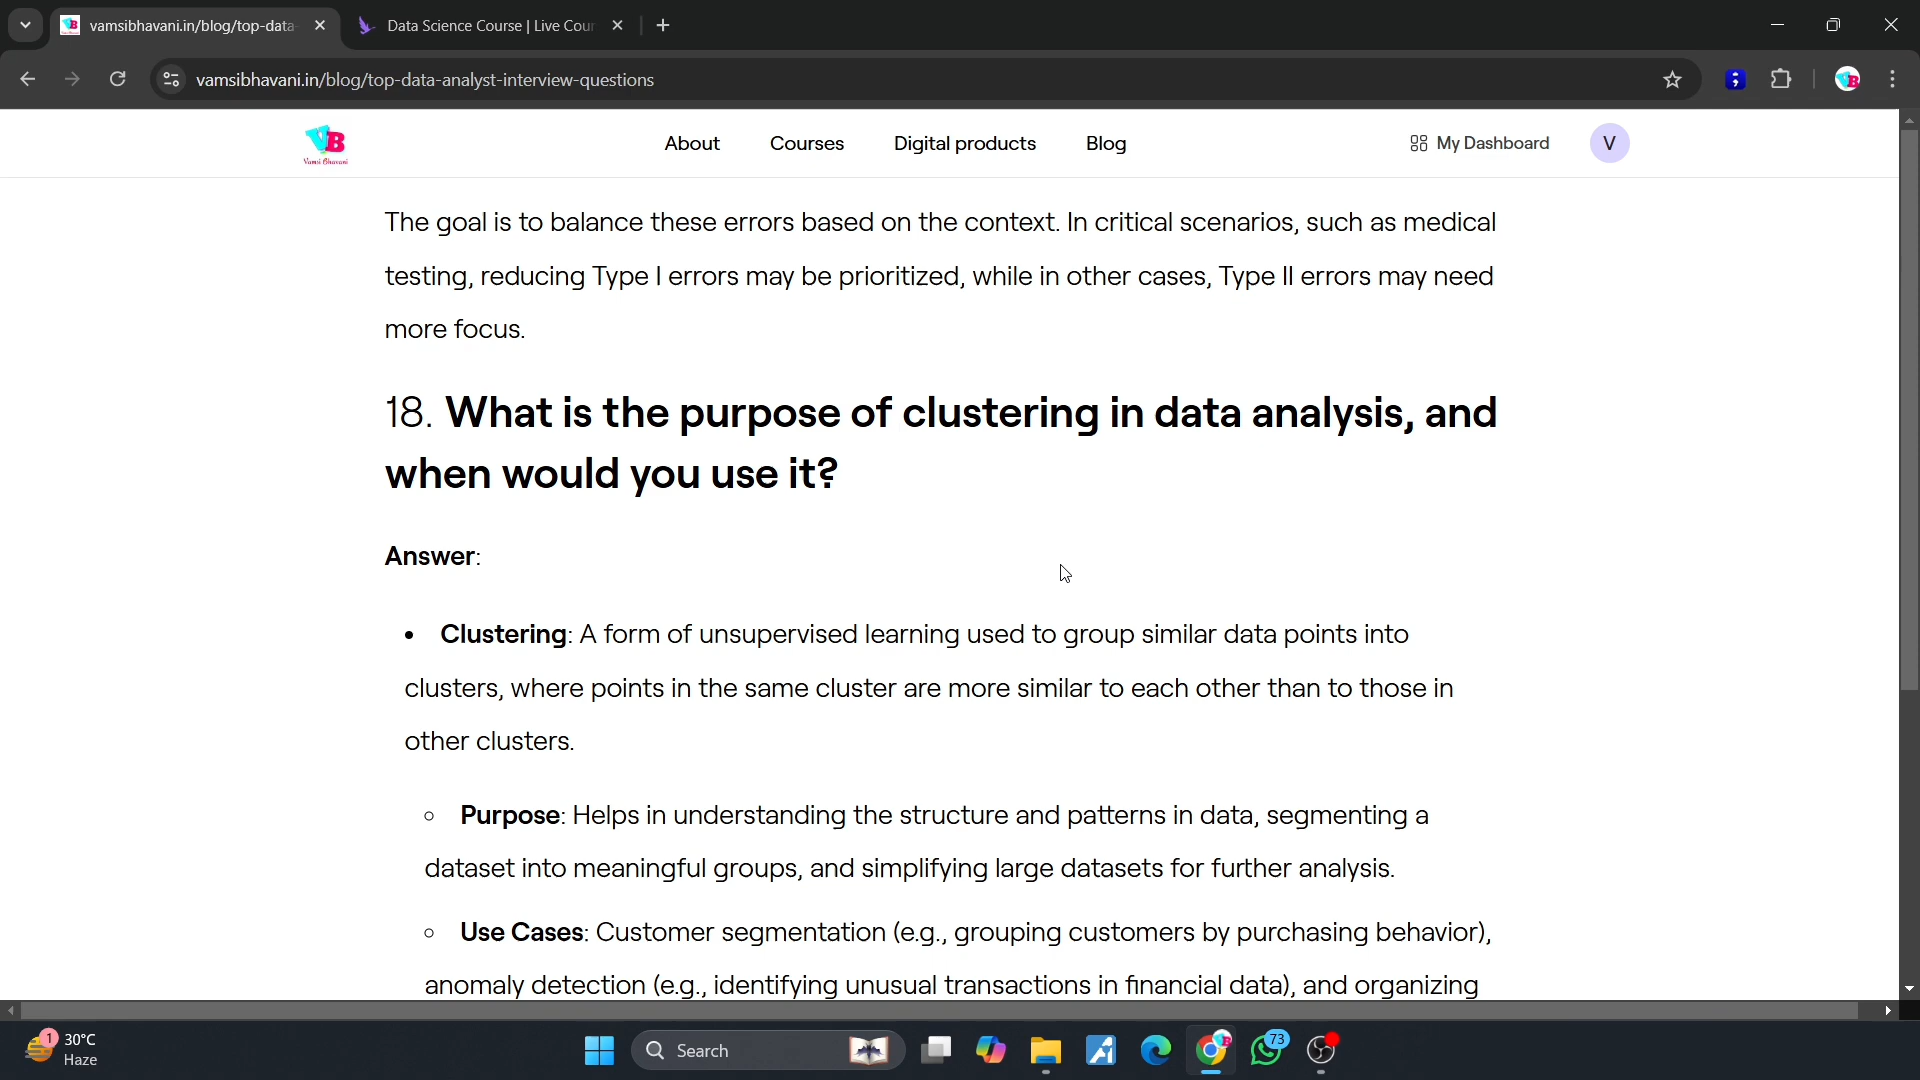 vamsibhavani.in/blog/top-data-
Data Science Course | Live Cour
vamsibhavani.in/blog/top-data-analyst-interview-questions
VB
Vamsi Bhavani
About
Courses
Digital products
Blog
My Dashboard
V
The goal is to balance these errors based on the context. In critical scenarios, such as medical
testing, reducing Type I errors may be prioritized, while in other cases, Type II errors may need
more focus.
18. What is the purpose of clustering in data analysis, and
when would you use it?
Answer:
• Clustering: A form of unsupervised learning used to group similar data points into
clusters, where points in the same cluster are more similar to each other than to those in
other clusters.
◦ Purpose: Helps in understanding the structure and patterns in data, segmenting a
dataset into meaningful groups, and simplifying large datasets for further analysis.
◦ Use Cases: Customer segmentation (e.g., grouping customers by purchasing behavior),
anomaly detection (e.g., identifying unusual transactions in financial data), and organizing
1
30°C
Haze
Search
73